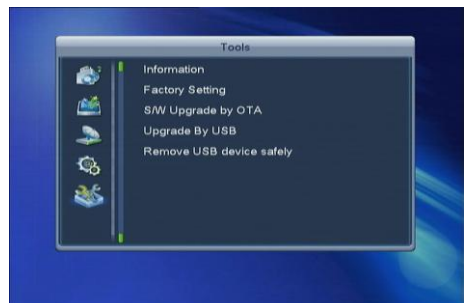 Tools
Information
Factory Setting
S/W Upgrade by OTA
Upgrade By USB
Remove USB device safely